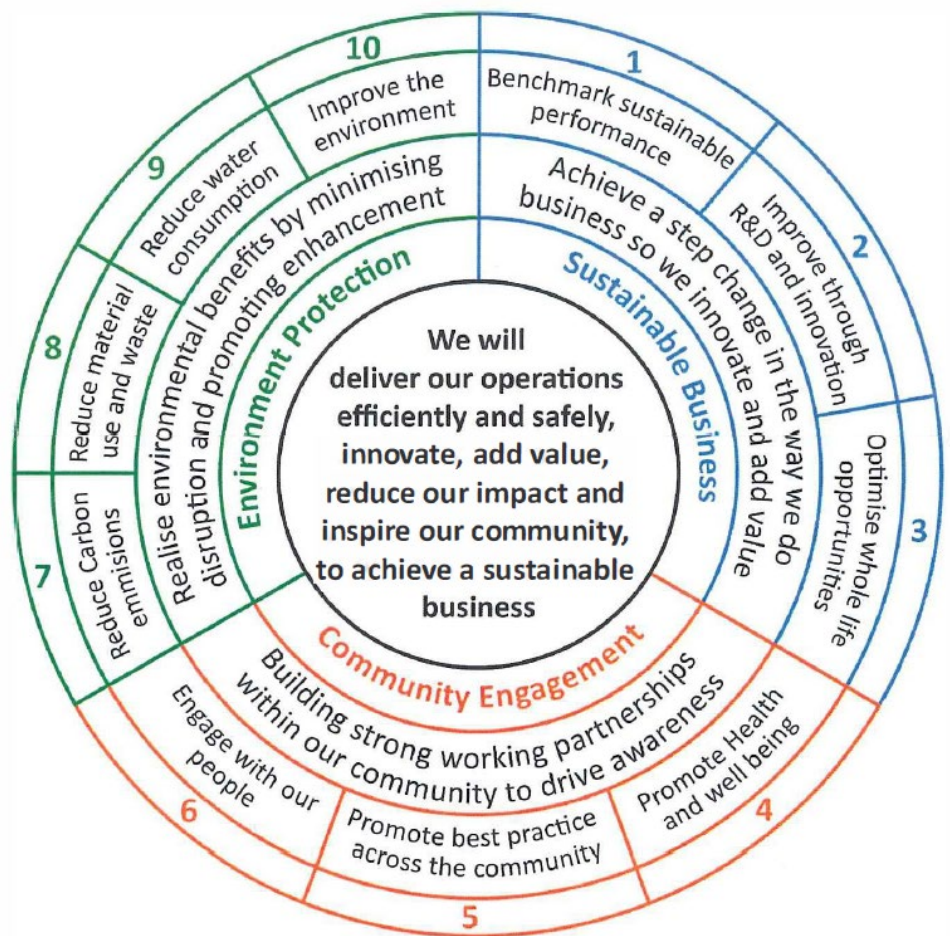 We will
deliver our operations
efficiently and safely,
innovate, add value,
reduce our impact and
inspire our community,
to achieve a sustainable
business
Sustainable Business
Achieve a step change in the way we do
business so we innovate and add value
1
Benchmark sustainable
performance
2
Improve through
R&D and innovation
3
Optimise whole life
opportunities
Community Engagement
Building strong working partnerships
within our community to drive awareness
4
Promote Health
and well being
5
Promote best practice
across the community
6
Engage with our
people
Environment Protection
Realise environmental benefits by minimising
disruption and promoting enhancement
7
Reduce Carbon
emmisions
8
Reduce material
use and waste
9
Reduce water
consumption
10
Improve the
environment